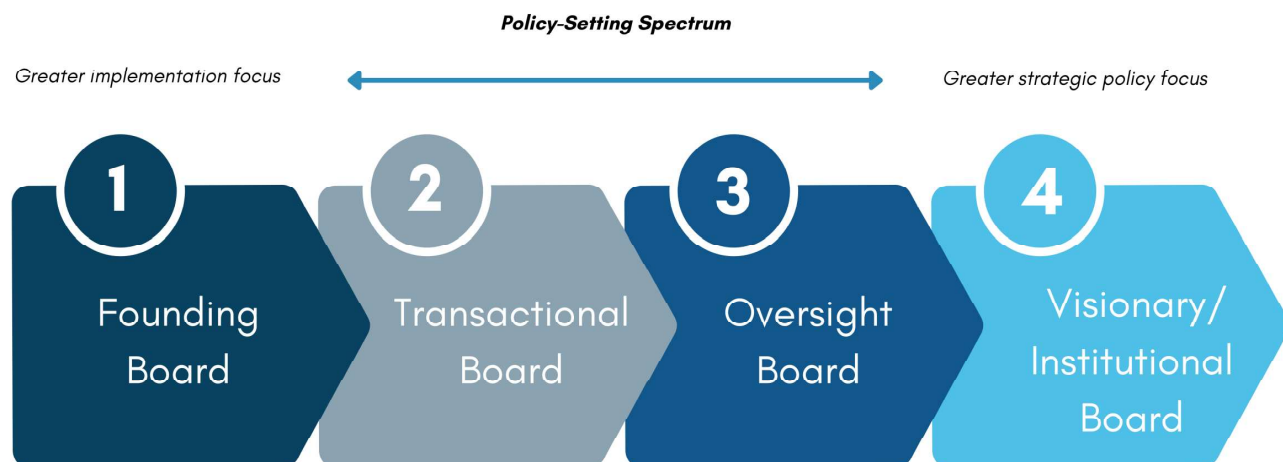 Policy-Setting Spectrum
Greater implementation focus
Greater strategic policy focus
1
Founding
Board
2
Transactional
Board
3
Oversight
Board
4
Visionary/
Institutional
Board